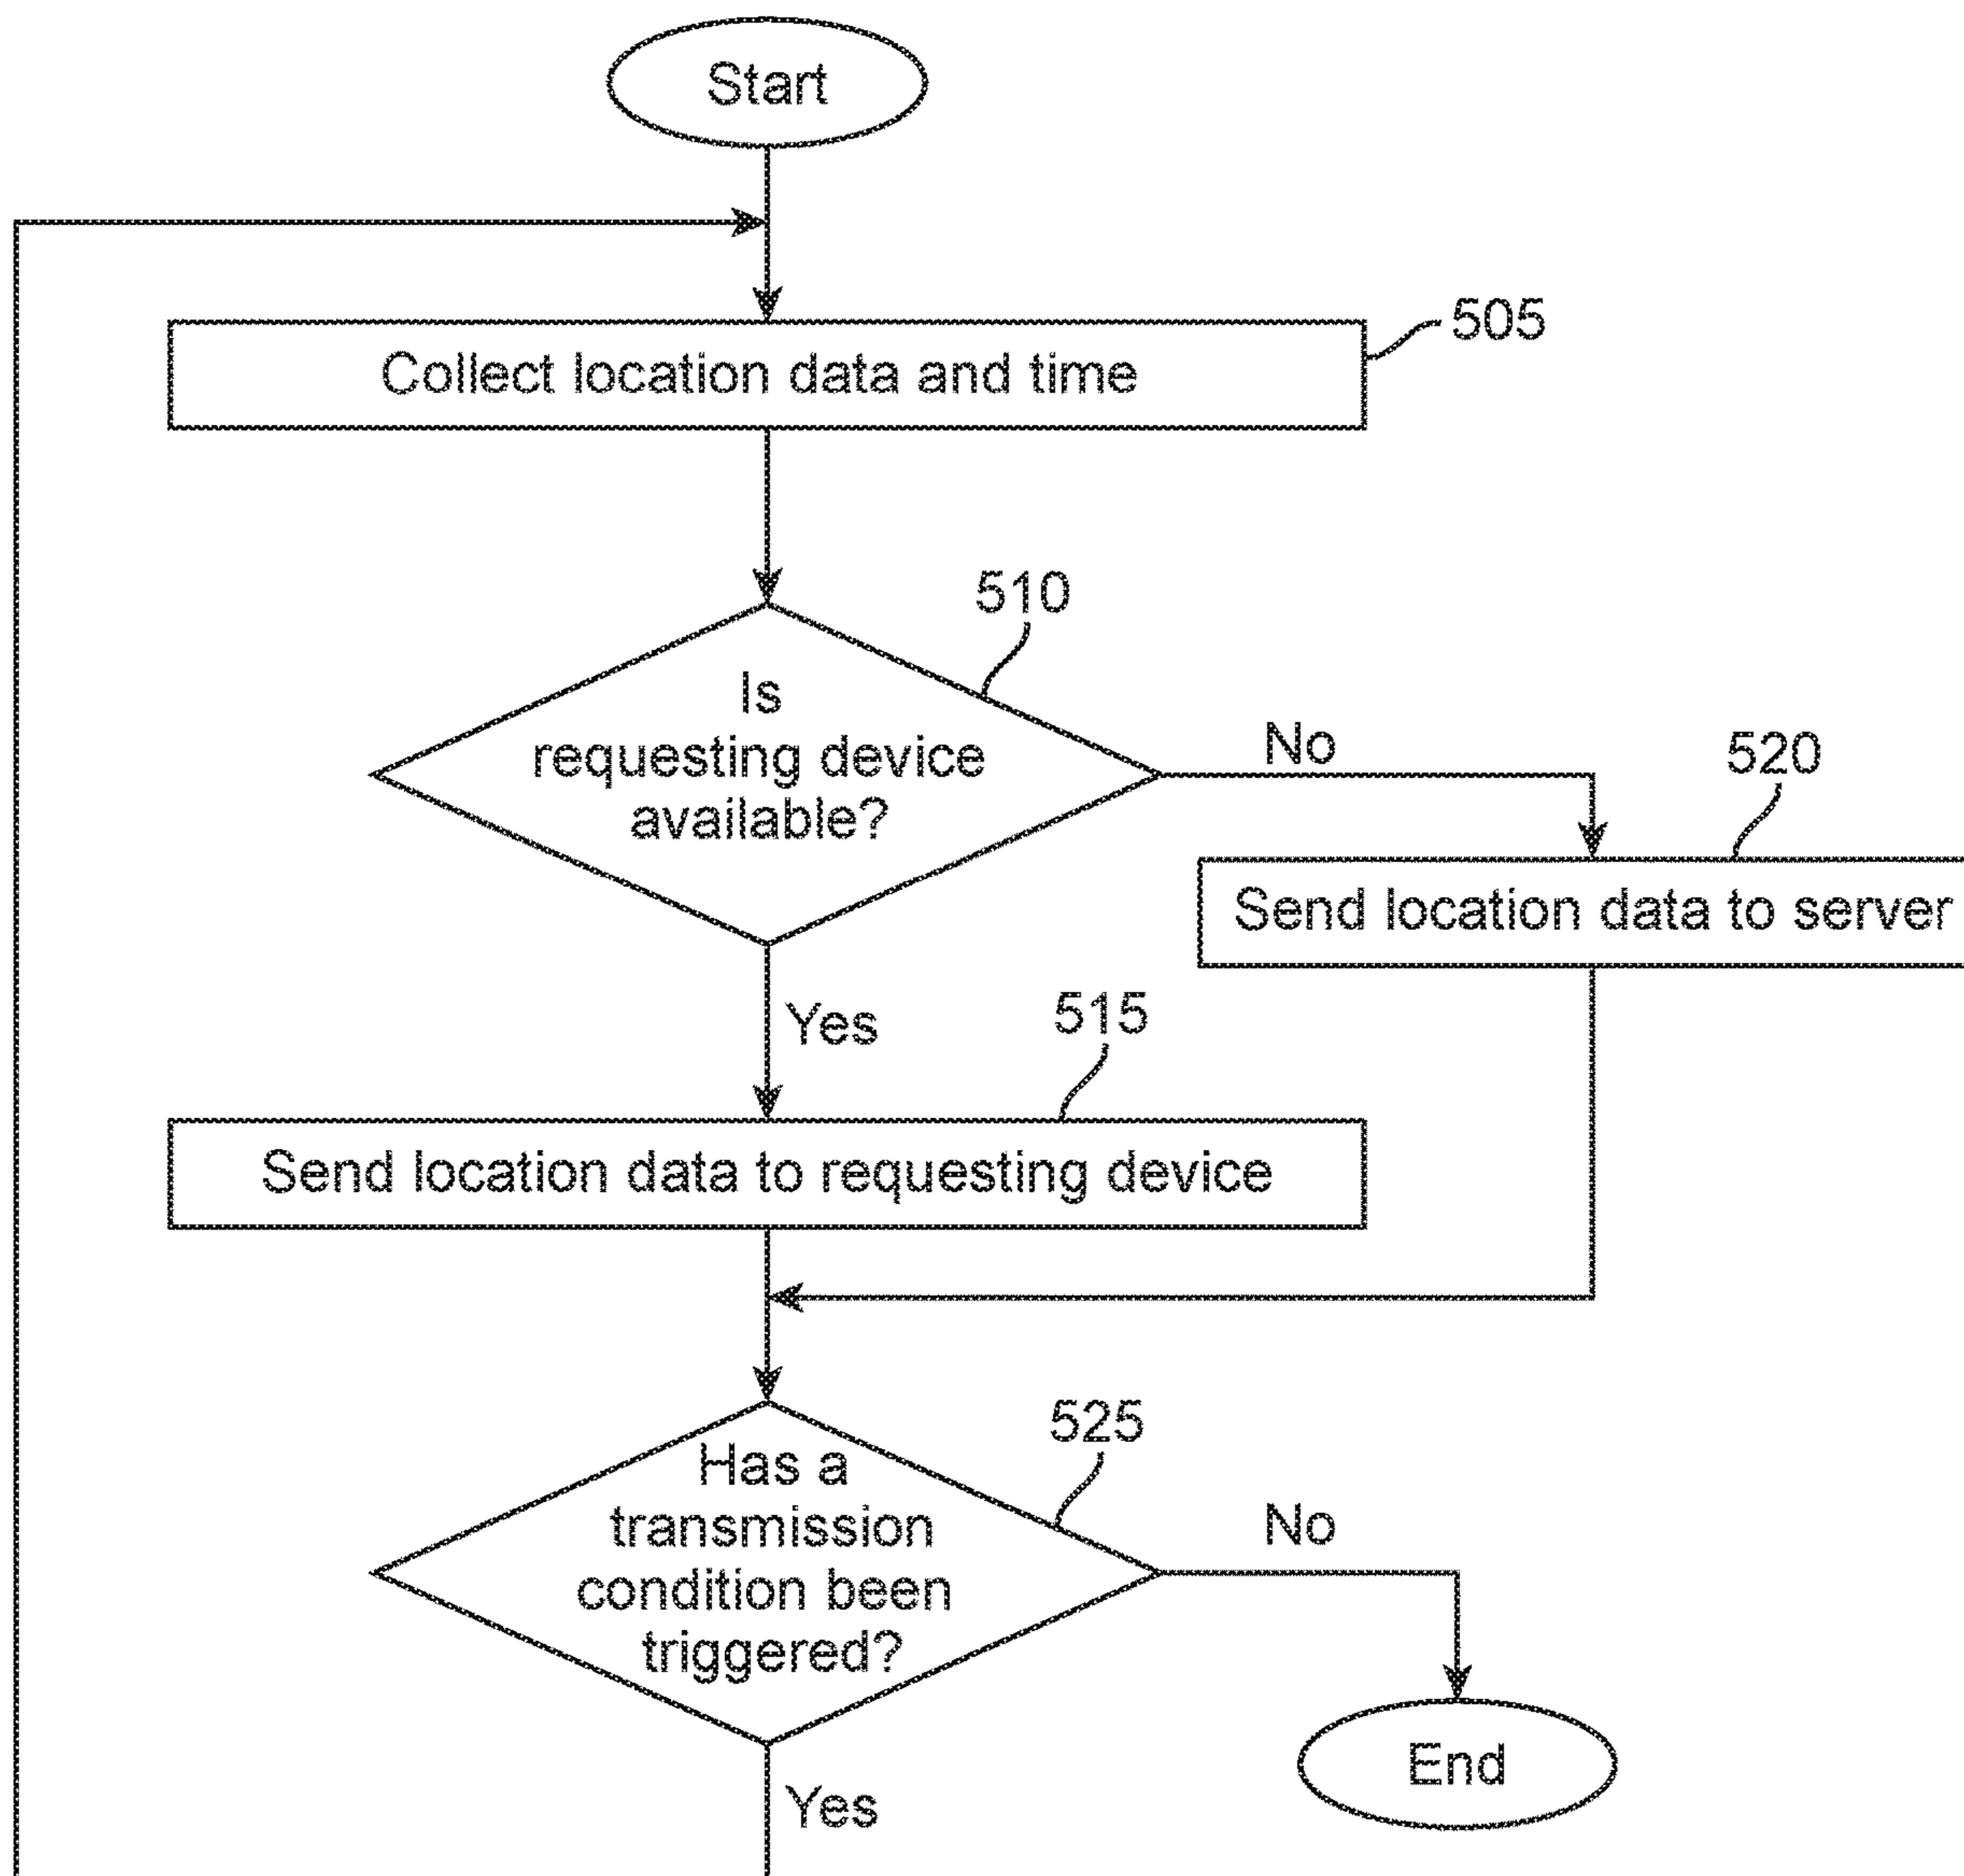 Start
505
Collect location data and time
510
Is
requesting device
available?
No
520
Send location data to server
Yes
515
Send location data to requesting device
525
Has a
transmission
condition been
triggered?
No
End
Yes